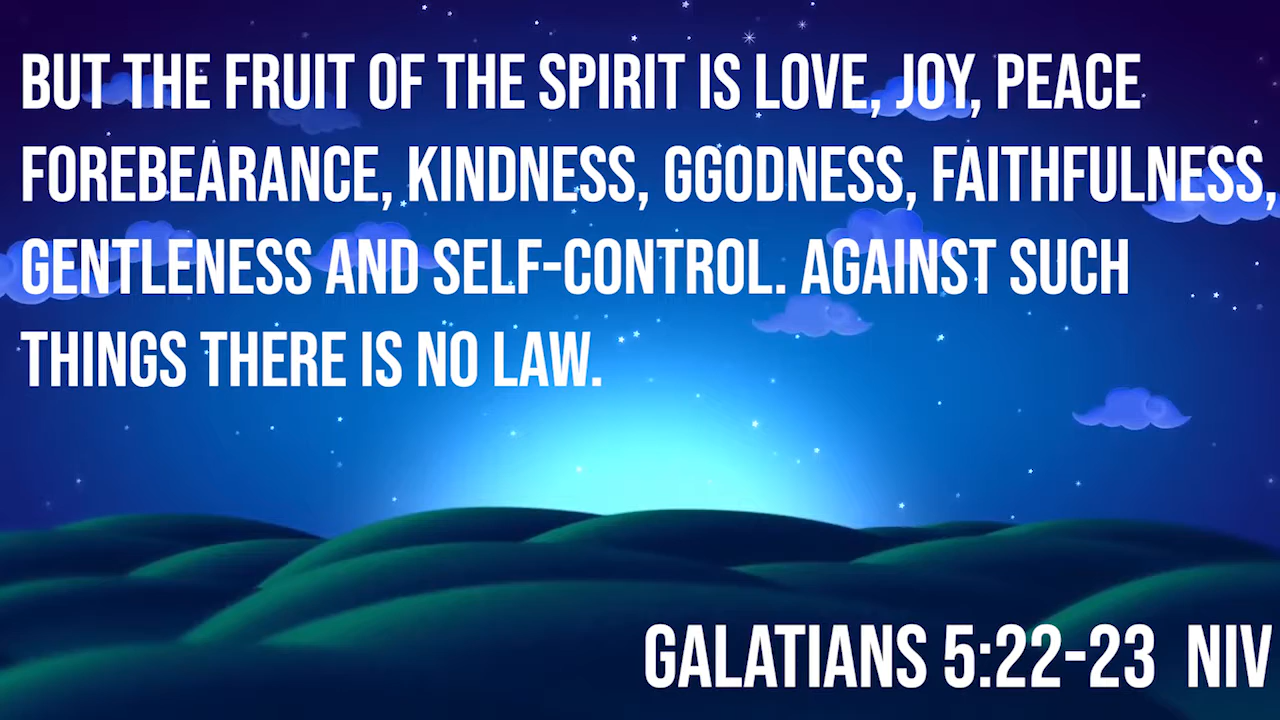 BUT THE FRUIT OF THE SPIRIT IS LOVE, JOY, PEACE
FOREBEARANCE, KINDNESS, GGODNESS, FAITHFULNESS,
GENTLENESS AND SELF-CONTROL. AGAINST SUCH
THINGS THERE IS NO LAW.
GALATIANS 5:22-23 NIV